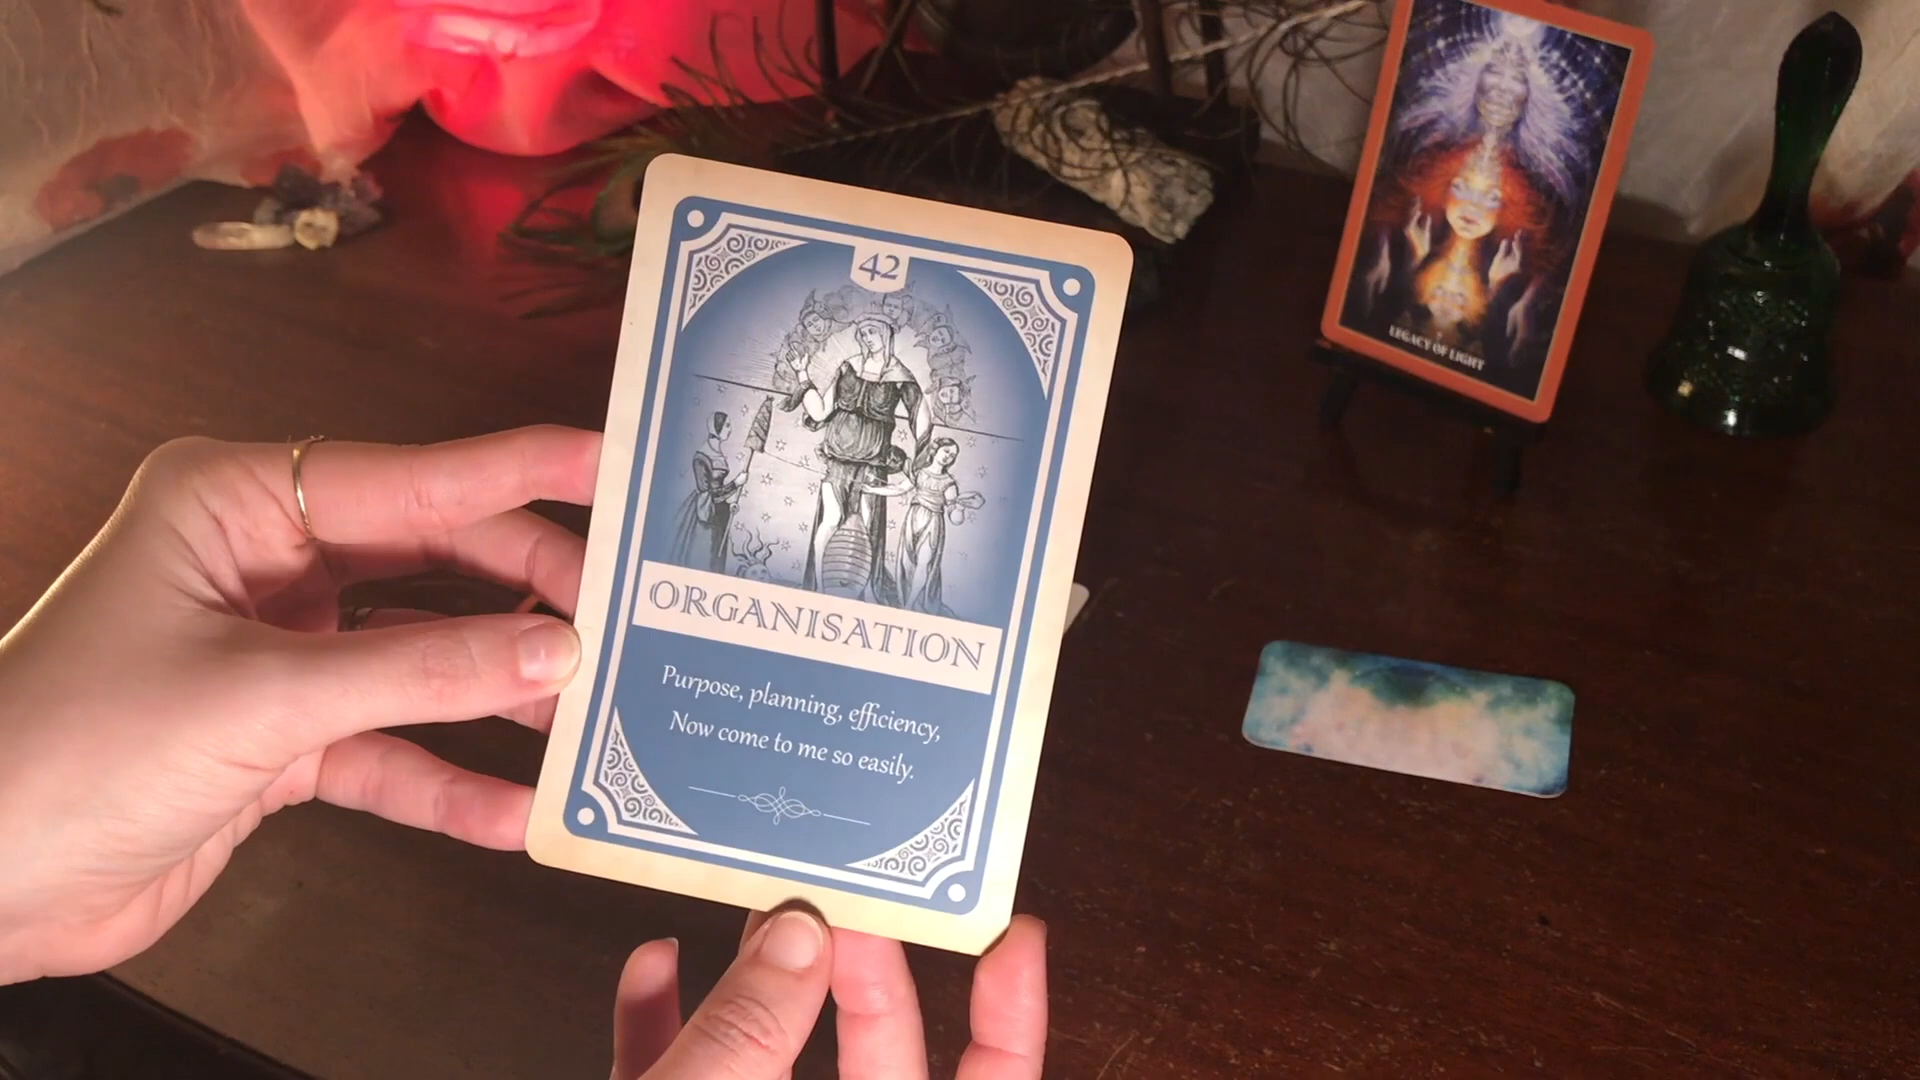 42
ORGANISATION
Purpose, planning, efficiency,
Now come to me so easily.
LEGACY OF LIGHT